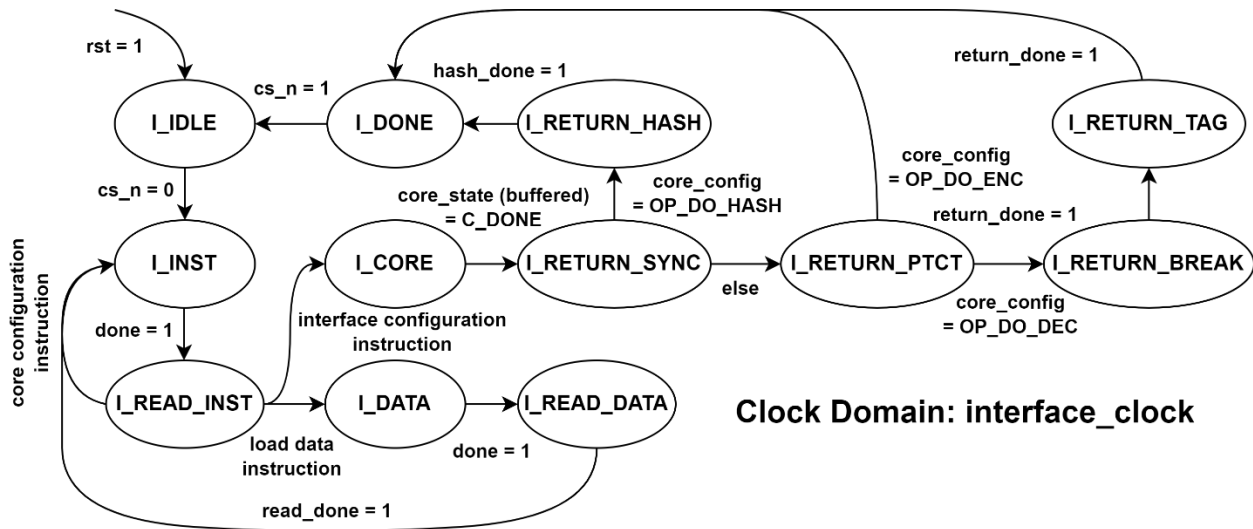 rst = 1
cs_n = 1
hash_done = 1
return_done = 1
I_IDLE
I_DONE
I_RETURN_HASH
I_RETURN_TAG
cs_n = 0
core_state (buffered)
= C_DONE
core_config
= OP_DO_HASH
core_config
= OP_DO_ENC
return_done = 1
I_INST
I_CORE
I_RETURN_SYNC
else
I_RETURN_PTCT
I_RETURN_BREAK
core_config
= OP_DO_DEC
core configuration
instruction
done = 1
interface configuration
instruction
I_READ_INST
I_DATA
I_READ_DATA
load data
instruction
done = 1
read_done = 1
Clock Domain: interface_clock